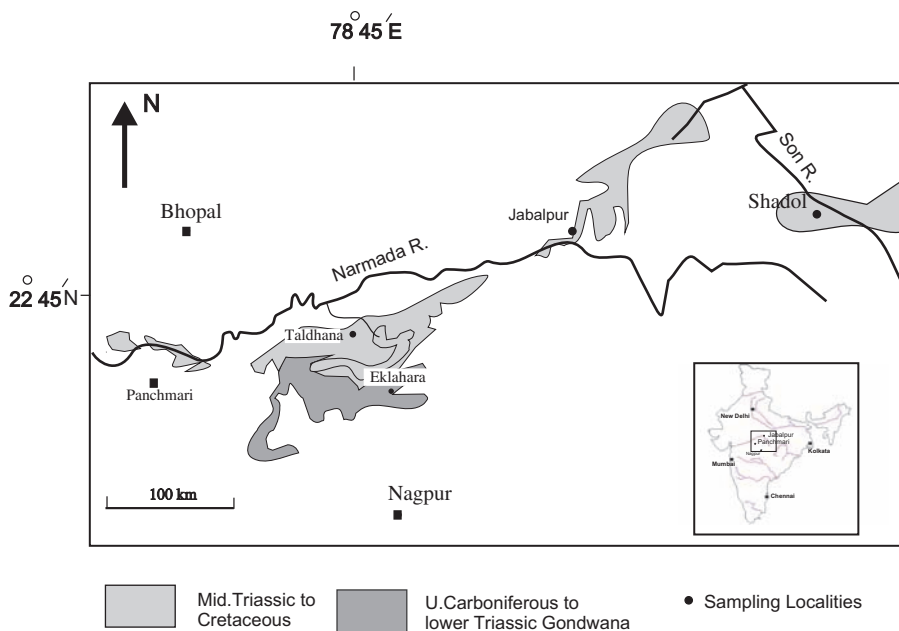 78°45′E
N
Bhopal
Son R.
Shadol
Jabalpur
Narmada R.
22°45′N
Taldhana
Eklahara
Panchmari
New Delhi
Jabalpur
Panchmari
Nagpur
Kolkata
Mumbai
Chennai
100 km
Nagpur
Mid.Triassic to
Cretaceous
U.Carboniferous to
lower Triassic Gondwana
Sampling Localities